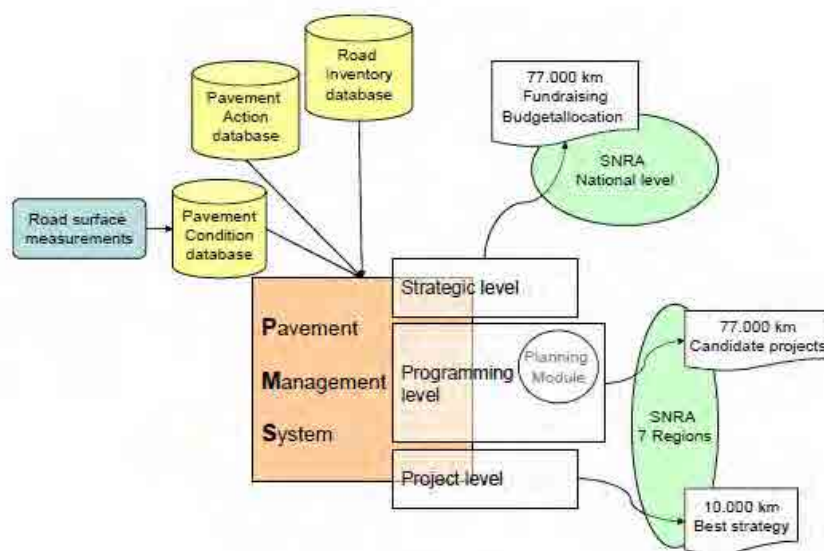 Road
Inventory
database
Pavement
Action
database
77.000 km
Fundraising
Budgetallocation
SNRA
National level
Road surface
measurements
Pavement
Condition
database
Strategic level
Pavement
Management
System
Programming
level
Planning
Module
77.000 km
Candidate projects
SNRA
7 Regions
Project level
10.000 km
Best strategy